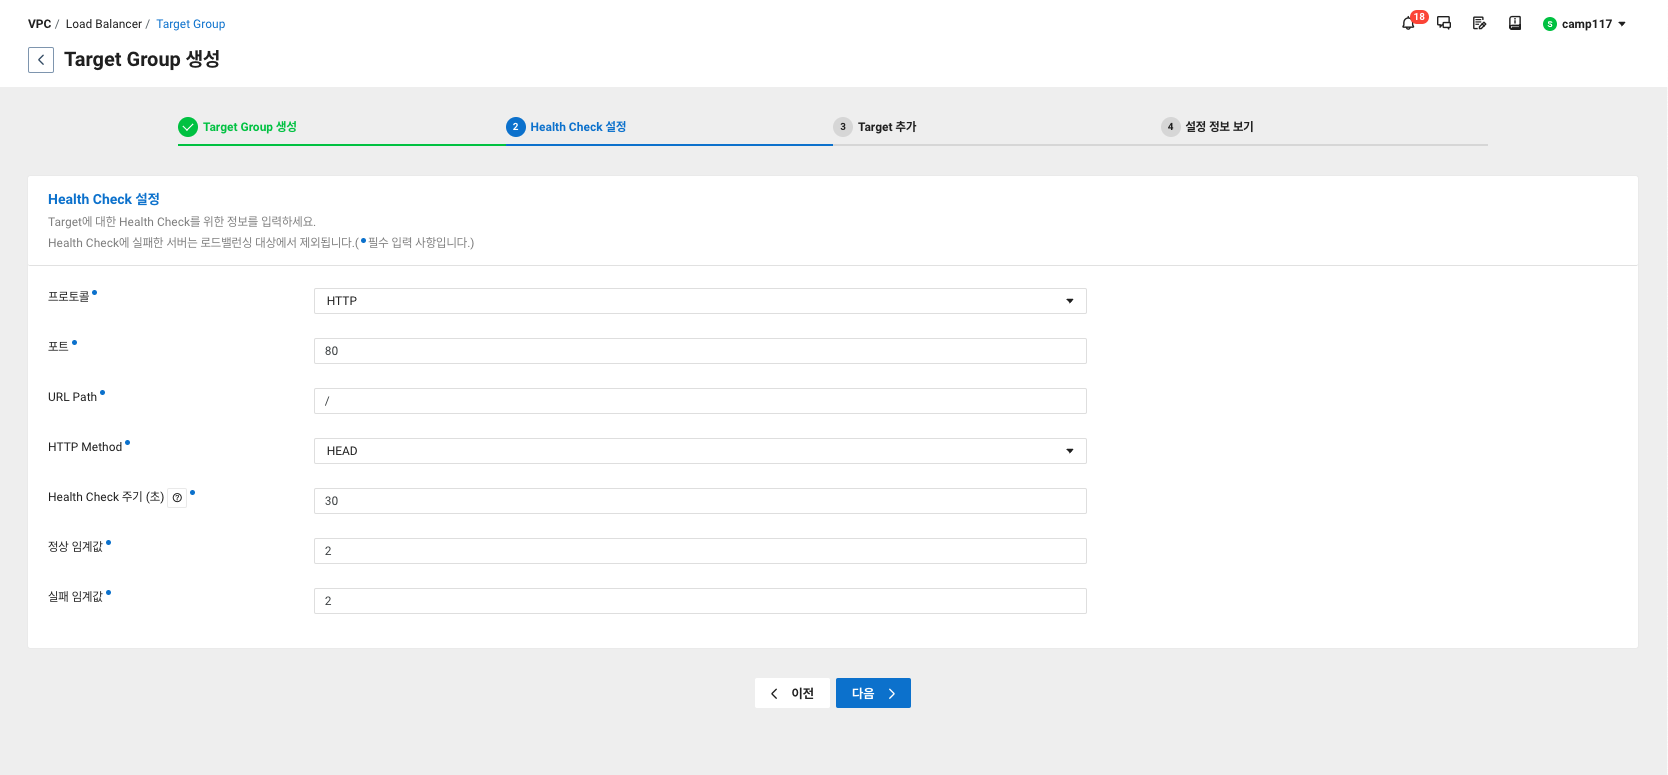 VPC / Load Balancer / Target Group
18
S camp117
Target Group 생성
Target Group 생성
2 Health Check 설정
3 Target 추가
4 설정 정보 보기
Health Check 설정
Target에 대한 Health Check를 위한 정보를 입력하세요.
Health Check에 실패한 서버는 로드밸런싱 대상에서 제외됩니다.(•필수 입력 사항입니다.)
프로토콜•
HTTP
포트•
80
URL Path•
/
HTTP Method•
HEAD
Health Check 주기 (초) ?•
30
정상 임계값•
2
실패 임계값•
2
이전
다음